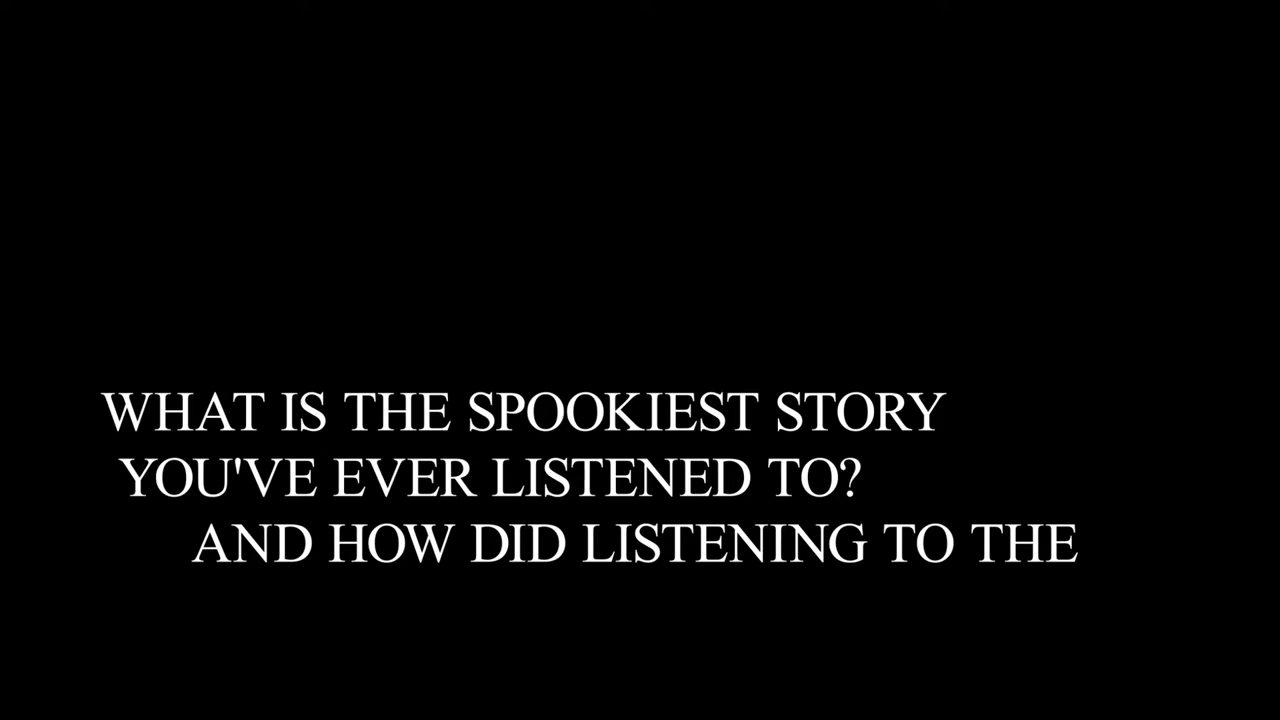 WHAT IS THE SPOOKIEST STORY
YOU'VE EVER LISTENED TO?
AND HOW DID LISTENING TO THE